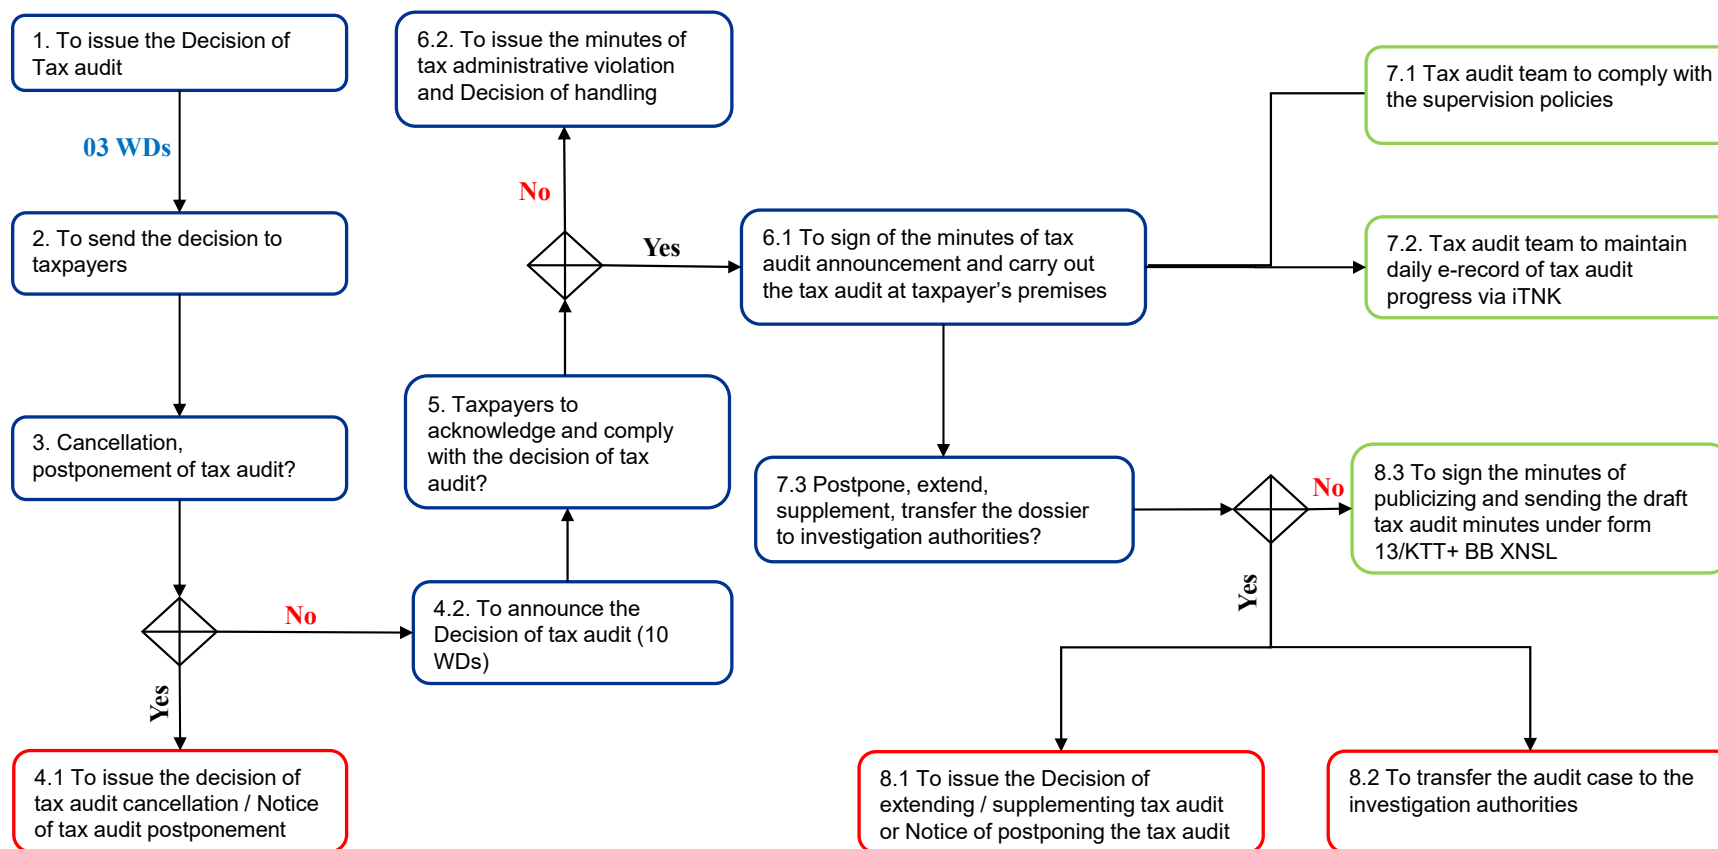 1. To issue the Decision of
Tax audit
03 WDs
2. To send the decision to
taxpayers
3. Cancellation,
postponement of tax audit?
No
Yes
4.1 To issue the decision of
tax audit cancellation / Notice
of tax audit postponement
4.2. To announce the
Decision of tax audit (10
WDs)
5. Taxpayers to
acknowledge and comply
with the decision of tax
audit?
No
Yes
6.2. To issue the minutes of
tax administrative violation
and Decision of handling
6.1 To sign of the minutes of tax
audit announcement and carry out
the tax audit at taxpayer’s premises
7.1 Tax audit team to comply with
the supervision policies
7.2. Tax audit team to maintain
daily e-record of tax audit
progress via iTNK
7.3 Postpone, extend,
supplement, transfer the dossier
to investigation authorities?
No
Yes
8.3 To sign the minutes of
publicizing and sending the draft
tax audit minutes under form
13/KTT+ BB XNSL
8.1 To issue the Decision of
extending / supplementing tax audit
or Notice of postponing the tax audit
8.2 To transfer the audit case to the
investigation authorities